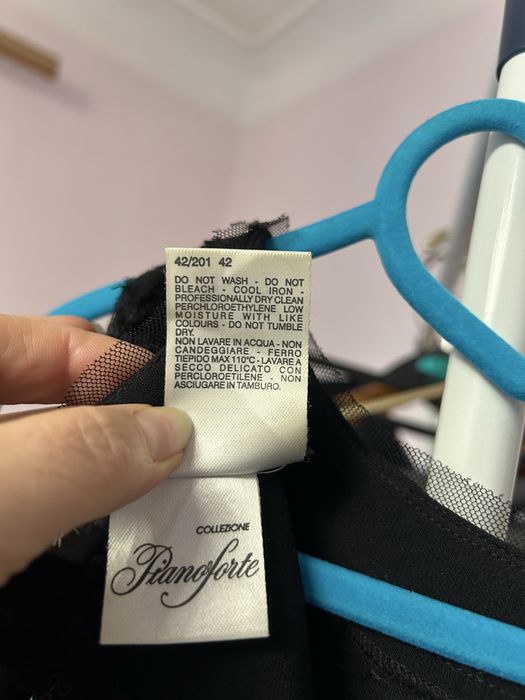 42/201 42
DO NOT WASH - DO NOT
BLEACH - COOL IRON -
PROFESSIONALLY DRY CLEAN
PERCHLOROETHYLENE LOW
MOISTURE WITH LIKE
COLOURS - DO NOT TUMBLE
DRY.
NON LAVARE IN ACQUA - NON
CANDEGGIARE - FERRO
TIEPIDO MAX 110°C - LAVARE A
SECCO DELICATO CON
PERCLOROETILENE - NON
ASCIUGARE IN TAMBURO.
COLLEZIONE
Pianoforte